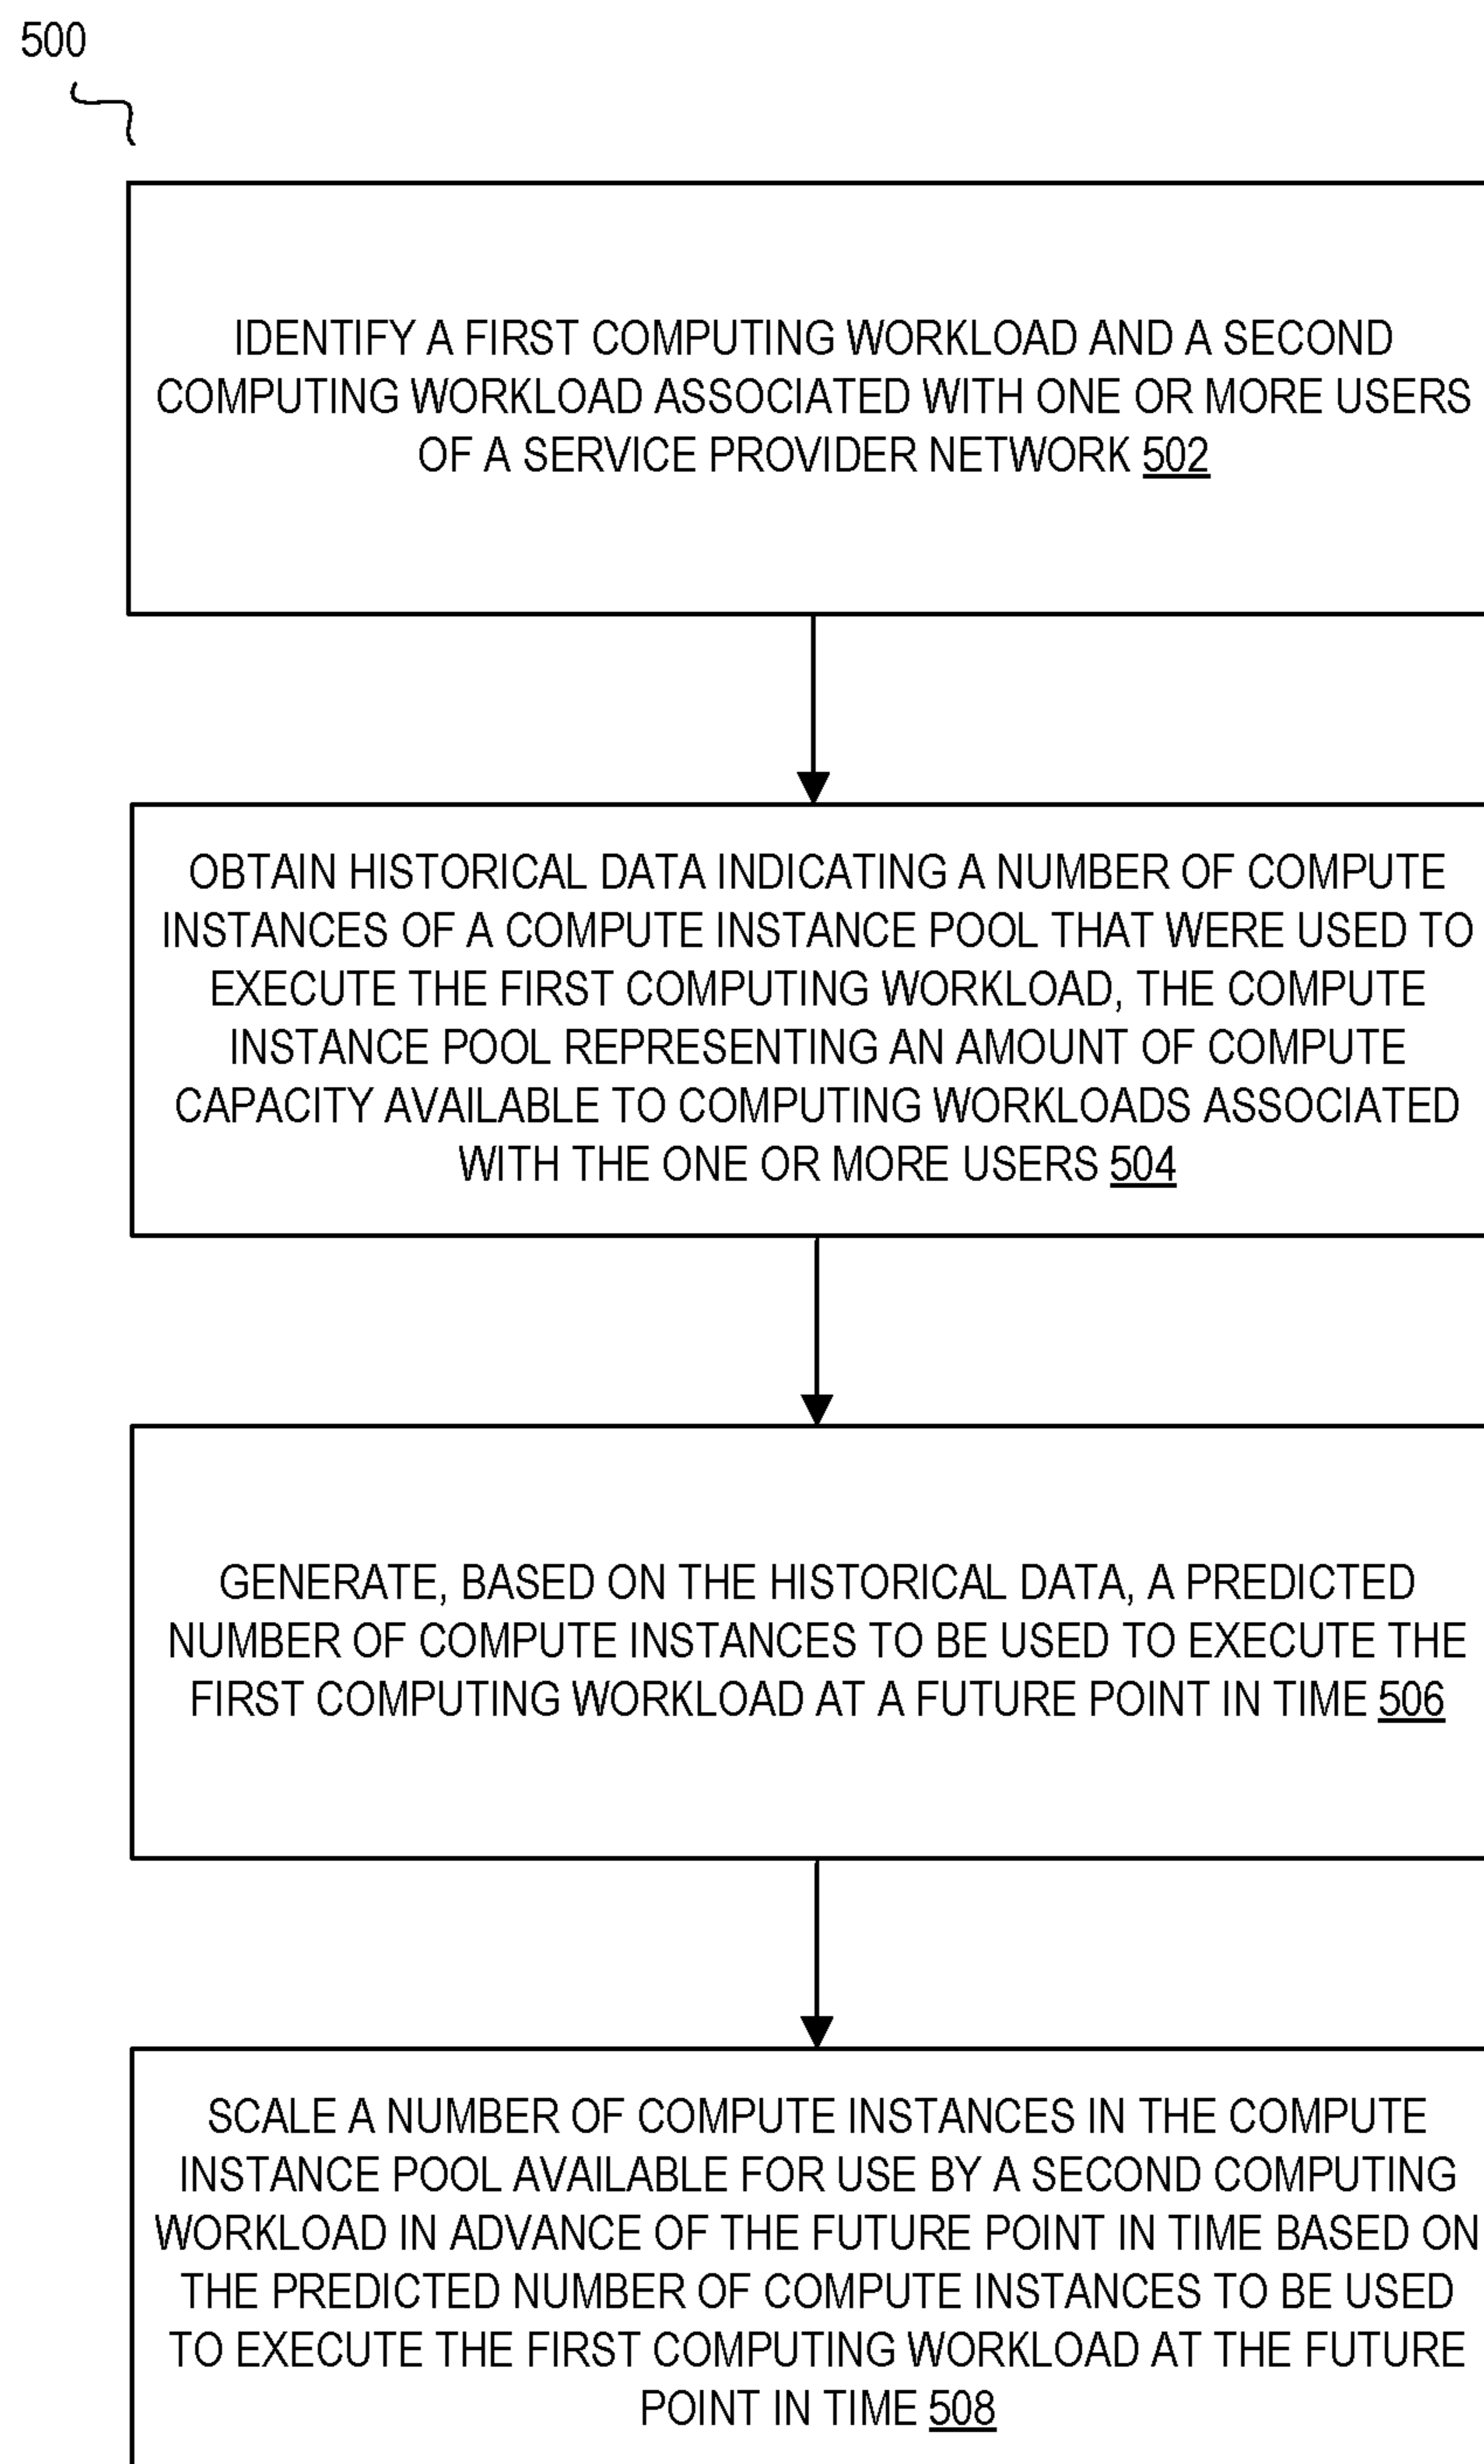 500
IDENTIFY A FIRST COMPUTING WORKLOAD AND A SECOND
COMPUTING WORKLOAD ASSOCIATED WITH ONE OR MORE USERS
OF A SERVICE PROVIDER NETWORK 502
OBTAIN HISTORICAL DATA INDICATING A NUMBER OF COMPUTE
INSTANCES OF A COMPUTE INSTANCE POOL THAT WERE USED TO
EXECUTE THE FIRST COMPUTING WORKLOAD, THE COMPUTE
INSTANCE POOL REPRESENTING AN AMOUNT OF COMPUTE
CAPACITY AVAILABLE TO COMPUTING WORKLOADS ASSOCIATED
WITH THE ONE OR MORE USERS 504
GENERATE, BASED ON THE HISTORICAL DATA, A PREDICTED
NUMBER OF COMPUTE INSTANCES TO BE USED TO EXECUTE THE
FIRST COMPUTING WORKLOAD AT A FUTURE POINT IN TIME 506
SCALE A NUMBER OF COMPUTE INSTANCES IN THE COMPUTE
INSTANCE POOL AVAILABLE FOR USE BY A SECOND COMPUTING
WORKLOAD IN ADVANCE OF THE FUTURE POINT IN TIME BASED ON
THE PREDICTED NUMBER OF COMPUTE INSTANCES TO BE USED
TO EXECUTE THE FIRST COMPUTING WORKLOAD AT THE FUTURE
POINT IN TIME 508